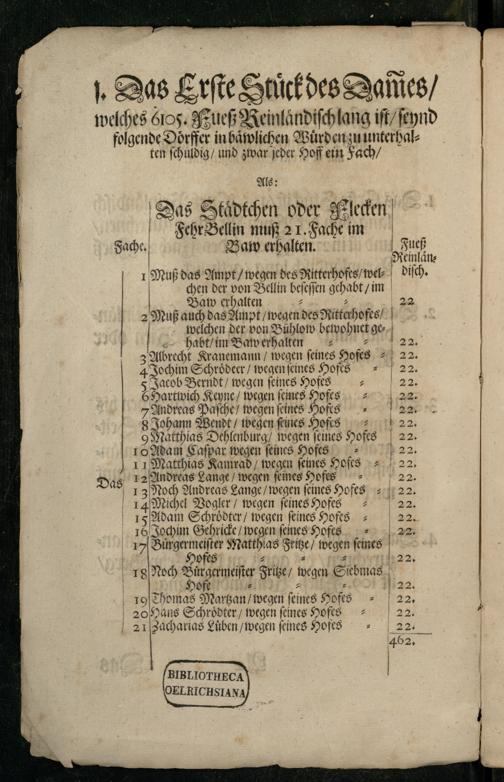 1. Das Erste Stück des Dam̃es/
welches 6105. Fueß Reinländisch lang ist/ seynd
folgende Dörffer in bäwlichen Würden zu unterhal-
ten schuldig/ und zwar jeder Hoff ein Fach/
Als:
Das Städtchen oder Flecken
Fehr Bellin muß 21. Fache im
Baw erhalten.
Fache.
Fueß
Reinlän-
disch.
1 Muß das Ampt/ wegen des Ritterhofes/ wel-
chen der von Bellin besessen gehabt/ im
Baw erhalten 22
2 Muß auch das Ampt/ wegen des Ritterhofes/
welchen der von Bühlow bewohnet ge-
habt/ im Baw erhalten 22.
3 Albrecht Kranemann/ wegen seines Hofes 22.
4 Jochim Schrödter/ wegen seines Hofes 22.
5 Jacob Berndt/ wegen seines Hofes 22.
6 Hartwich Keyne/ wegen seines Hofes 22.
7 Andreas Pasche/ wegen seines Hofes 22.
8 Johann Wendt/ wegen seines Hofes 22.
9 Matthias Dehlenburg/ wegen seines Hofes 22.
10 Adam Caspar wegen seines Hofes 22.
11 Matthias Kamrad/ wegen seines Hofes 22.
Das
12 Andreas Lange/ wegen seines Hofes 22.
13 Noch Andreas Lange/ wegen seines Hofes 22.
14 Michel Vogler/ wegen seines Hofes 22.
15 Adam Schrödter/ wegen seines Hofes 22.
16 Jochim Gehricke/ wegen seines Hofes 22.
17 Bürgermeister Matthias Fritze/ wegen seines
Hofes 22.
18 Noch Bürgermeister Fritze/ wegen Siebmas
Hofe 22.
19 Thomas Martzan/ wegen seines Hofes 22.
20 Hans Schrödter/ wegen seines Hofes 22.
21 Zacharias Lüben/ wegen seines Hofes 22.
462.
BIBLIOTHECA
OELRICHSIANA